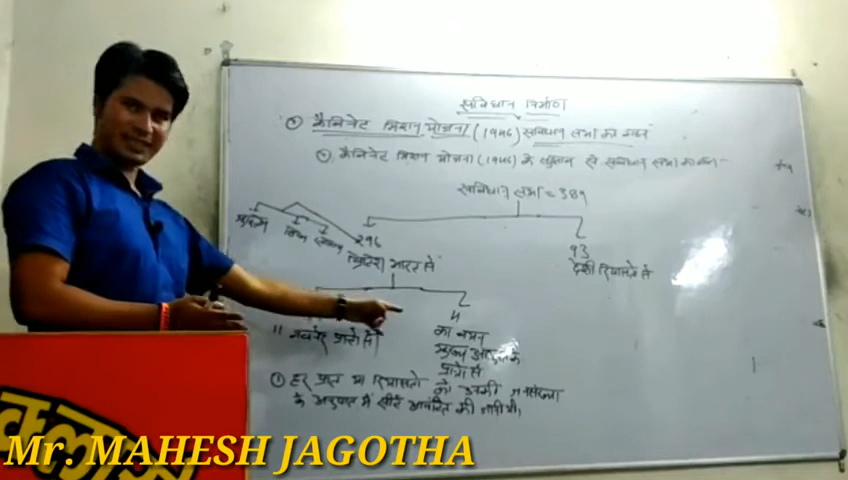 संविधान निर्माण
① कैबिनेट मिशन योजना (1946) संविधान सभा का गठन
① कैबिनेट मिशन योजना (1946) के सुझाव से संविधान सभा का गठन
संविधान सभा = 389
296
93
ब्रिटिश भारत से
देशी रियासतों से
4
का चयन
11 गवर्नर प्रांतों से
प्रांतों से
① हर प्रांत या रियासतों को उनकी जनसंख्या
के अनुपात में सीटें आवंटित की जानी थी।
Mr. MAHESH JAGOTHA